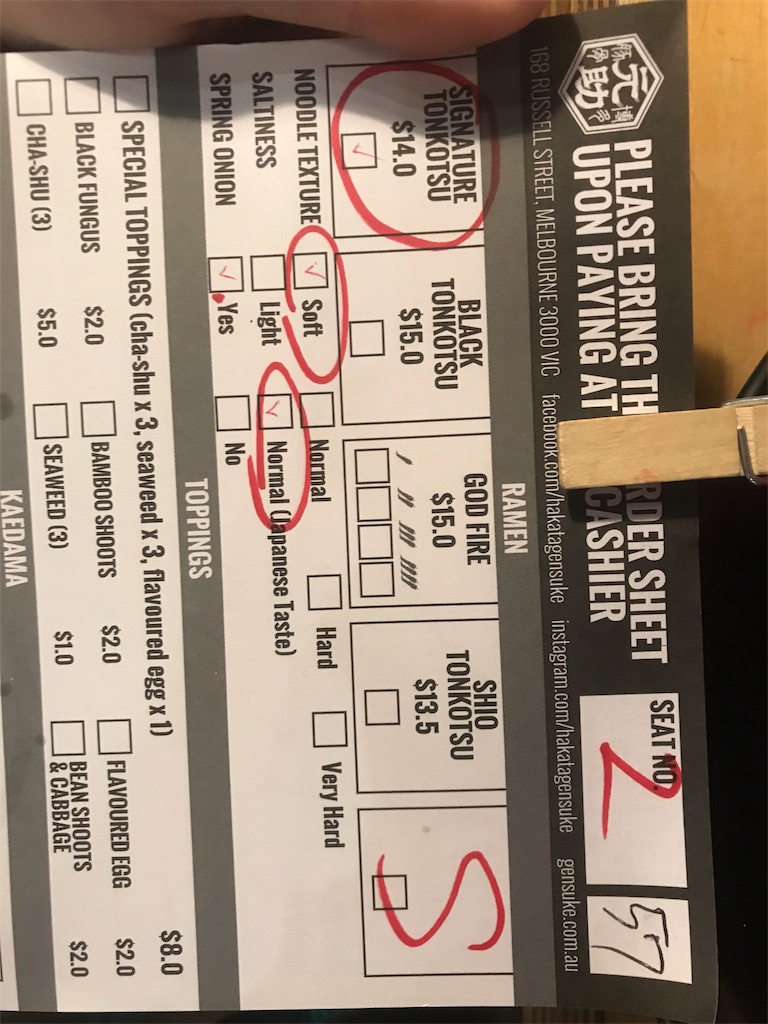 元助
博多
豚骨
PLEASE BRING TH RDER SHEET
UPON PAYING AT CASHIER
SEAT NO.
2
57
168 RUSSELL STREET, MELBOURNE 3000 VIC facebook.com/hakatagensuke instagram.com/hakatagensuke gensuke.com.au
RAMEN
SIGNATURE
TONKOTSU
$14.0
BLACK
TONKOTSU
$15.0
GOD FIRE
$15.0
SHIO
TONKOTSU
$13.5
S
NOODLE TEXTURE Soft Normal Hard Very Hard
SALTINESS Light Normal (Japanese Taste)
SPRING ONION Yes No
TOPPINGS
SPECIAL TOPPINGS (cha-shu x 3, seaweed x 3, flavoured egg x 1) $8.0
BLACK FUNGUS $2.0 BAMBOO SHOOTS $2.0 FLAVOURED EGG $2.0
CHA-SHU (3) $5.0 SEAWEED (3) $1.0 BEAN SHOOTS
& CABBAGE $2.0
KAEDAMA